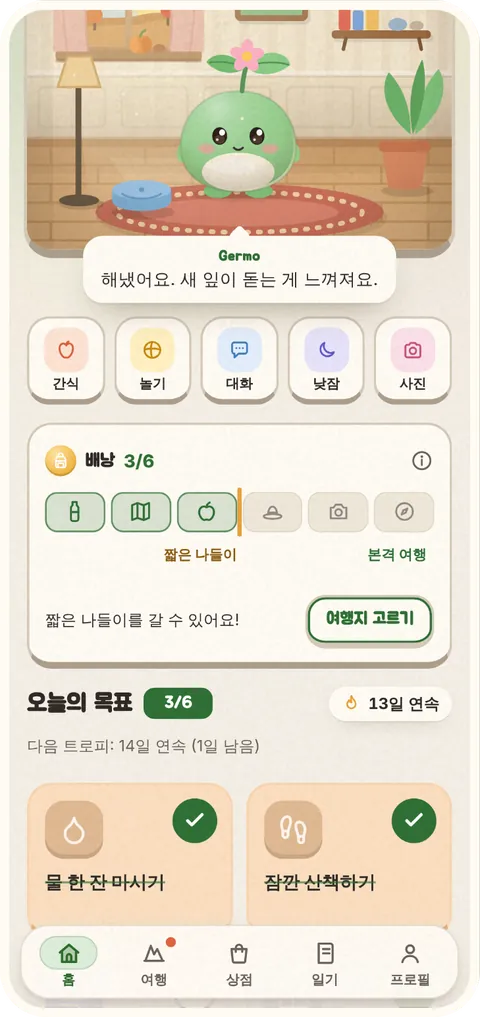 Germo
해냈어요. 새 잎이 돋는 게 느껴져요.
간식
놀기
대화
낮잠
사진
배낭 3/6
짧은 나들이
본격 여행
짧은 나들이를 갈 수 있어요!
여행지 고르기
오늘의 목표 3/6
13일 연속
다음 트로피: 14일 연속 (1일 남음)
물 한 잔 마시기
잠깐 산책하기
홈
여행
상점
일기
프로필